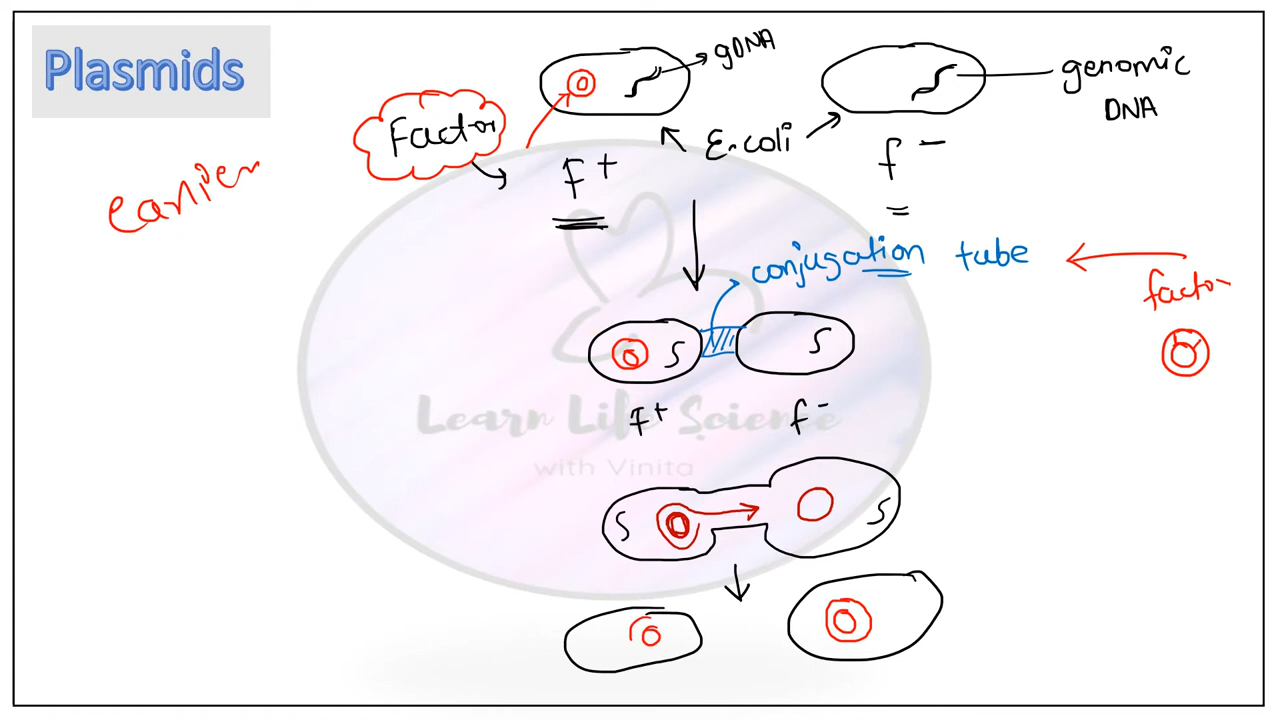 Plasmids
gDNA
genomic
DNA
Factor
E.coli
f+
f-
earlier
conjugation tube
factor
S
S
f+
f-
Learn Life Science
with Vinita
S
S